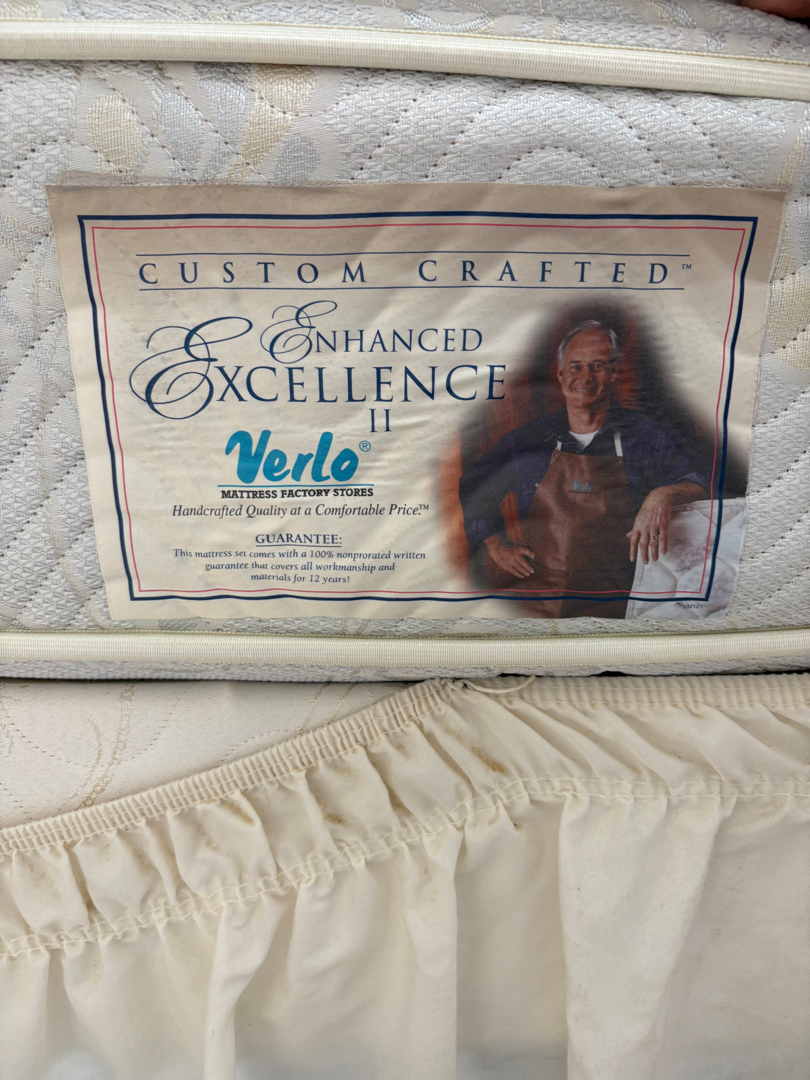 CUSTOM CRAFTED™
ENHANCED
EXCELLENCE
II
Verlo®
MATTRESS FACTORY STORES
Handcrafted Quality at a Comfortable Price.™
GUARANTEE:
This mattress set comes with a 100% nonprorated written
guarantee that covers all workmanship and
materials for 12 years!
Verlo